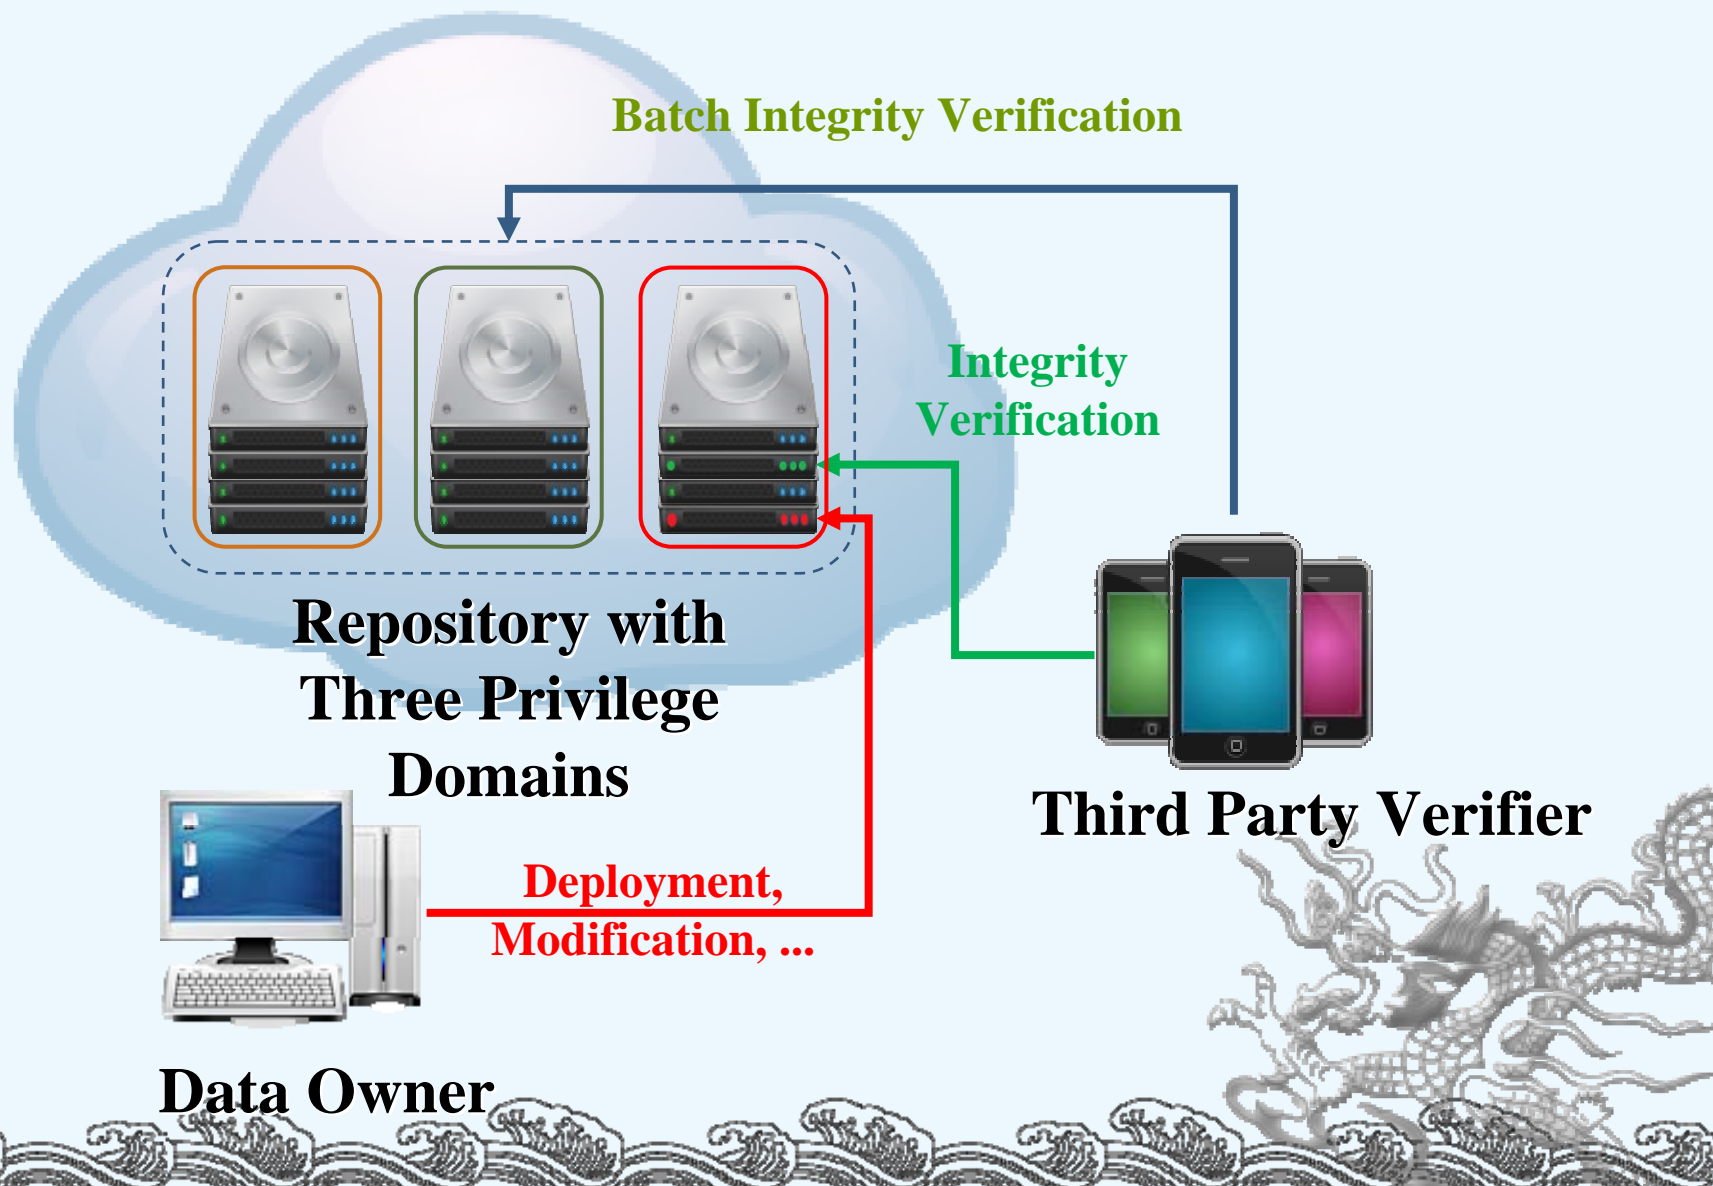 Batch Integrity Verification
Integrity
Verification
Repository with
Three Privilege
Domains
Third Party Verifier
Deployment,
Modification, ...
Data Owner